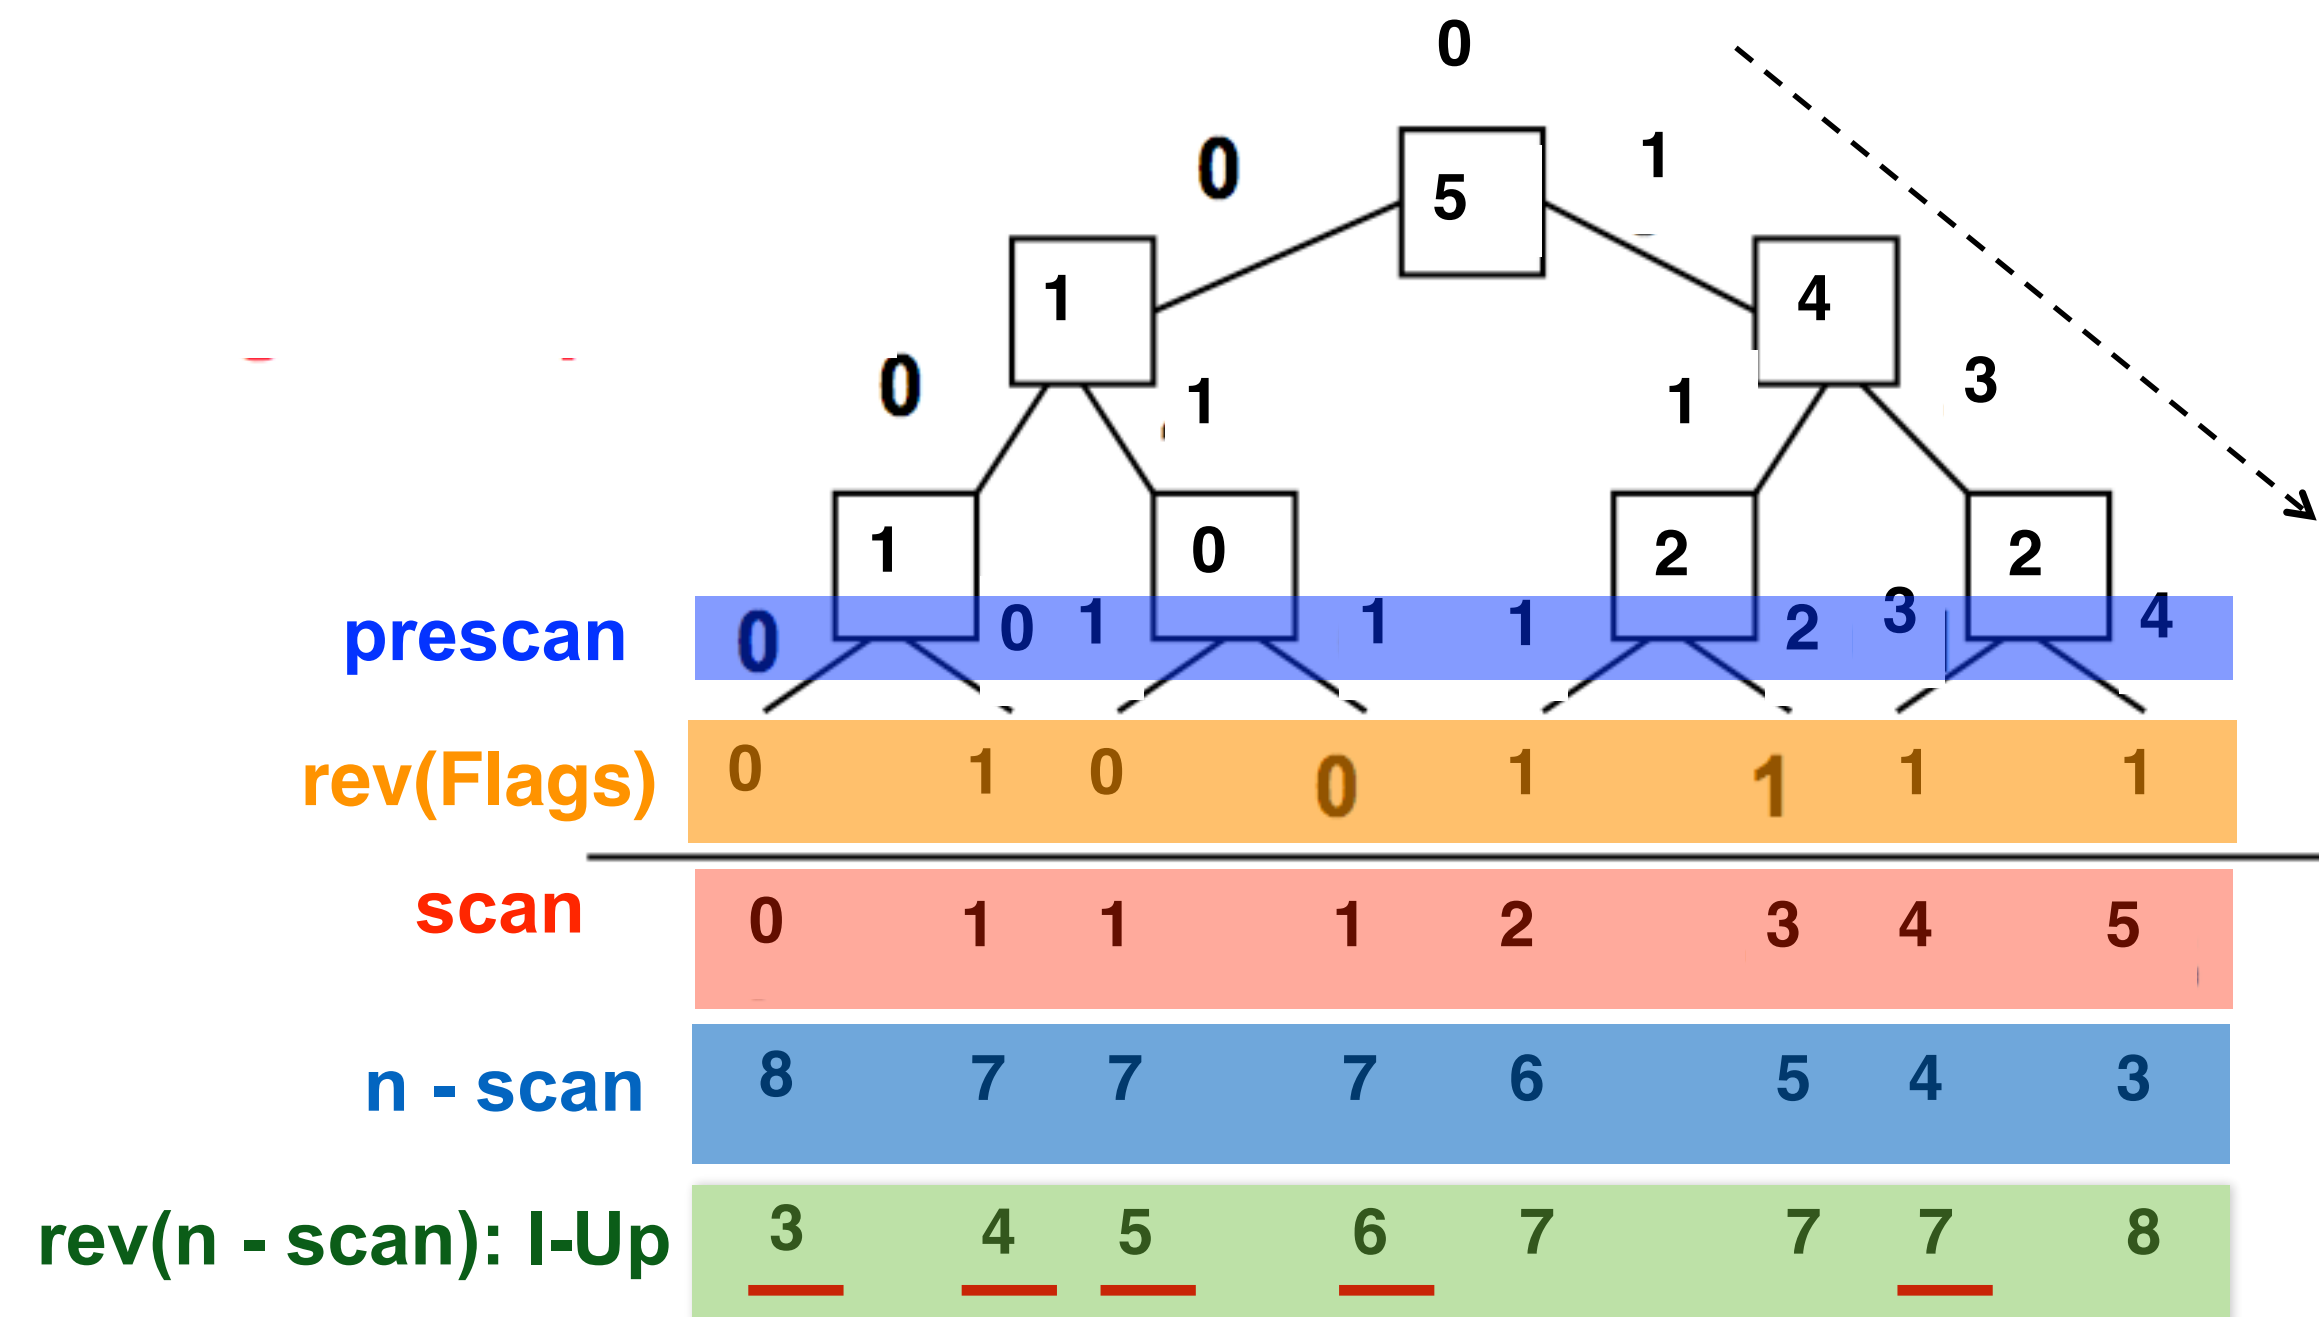 0
0 1
5
1 4
0 1 1 3
1 0 2 2
prescan 0 0 1 1 1 2 3 4
rev(Flags) 0 1 0 0 1 1 1 1
scan 0 1 1 1 2 3 4 5
n - scan 8 7 7 7 6 5 4 3
rev(n - scan): I-Up 3 4 5 6 7 7 7 8